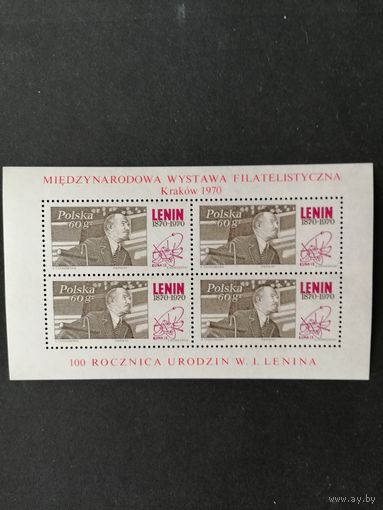 MIĘDZYNARODOWA WYSTAWA FILATELISTYCZNA
Kraków 1970
Polska
60 gr
LENIN
1870-1970
Polska
60 gr
LENIN
1870-1970
Polska
60 gr
LENIN
1870-1970
Polska
60 gr
LENIN
1870-1970
100 ROCZNICA URODZIN W. I. LENINA
www.ay.by